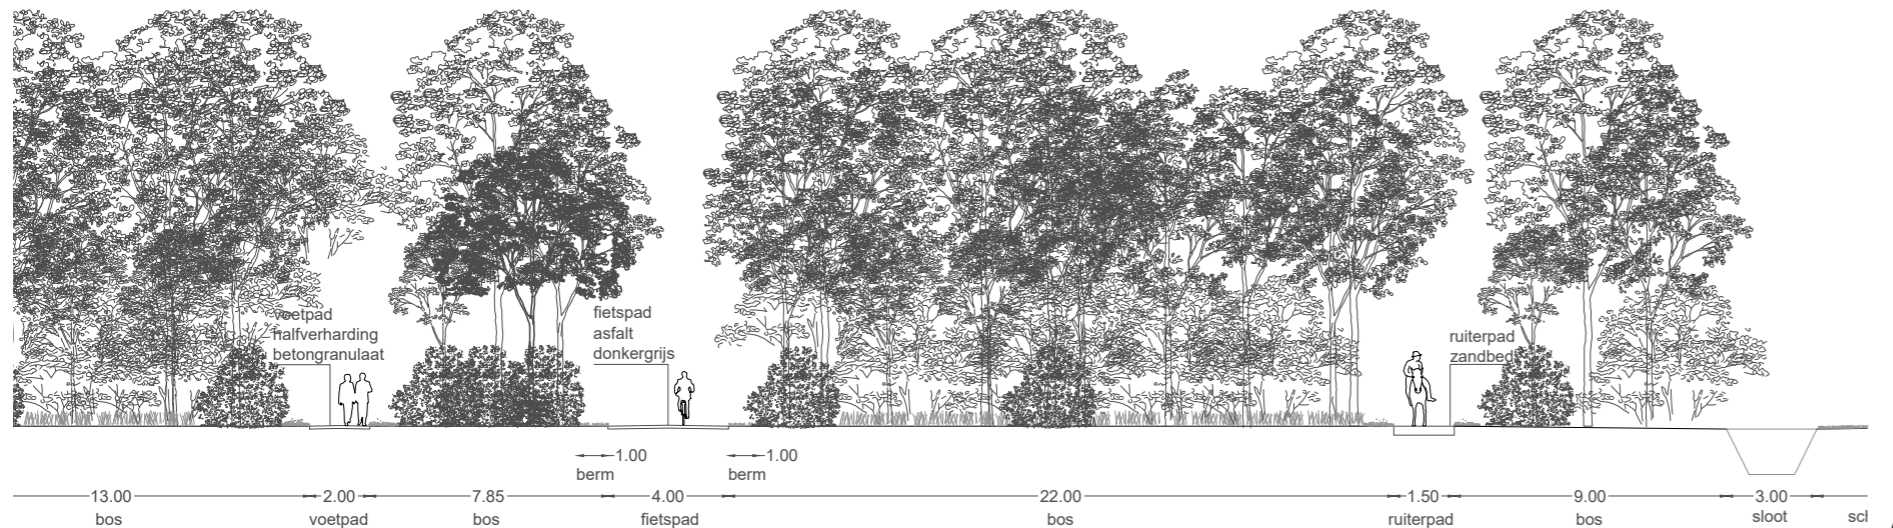 voetpad
halfverharding
betongranulaat
fietspad
asfalt
donkergrijs
ruiterpad
zandbed
1.00
berm
1.00
berm
13.00
2.00
7.85
4.00
22.00
1.50
9.00
3.00
bos
voetpad
bos
fietspad
bos
ruiterpad
bos
sloot
scl